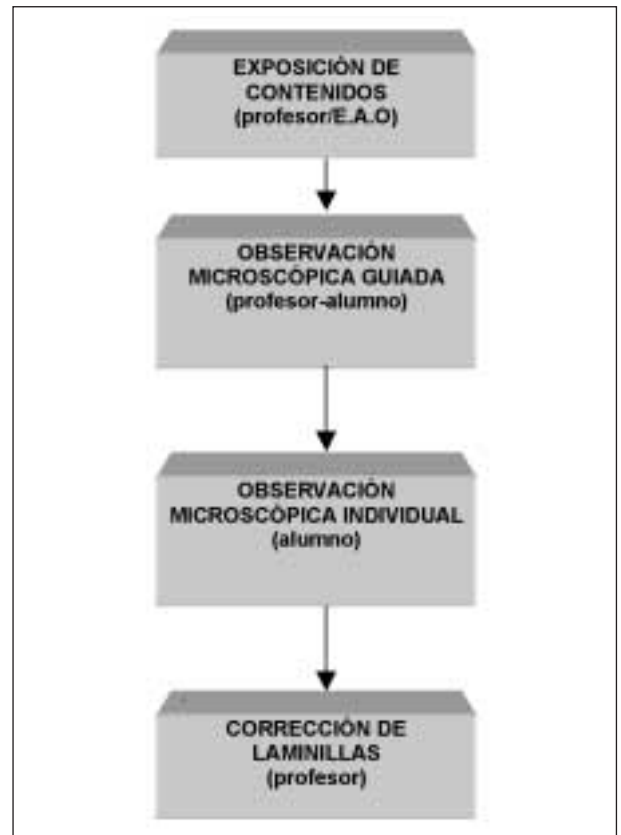 EXPOSICIÓN DE
CONTENIDOS
(profesor/E.A.O)
OBSERVACIÓN
MICROSCÓPICA GUIADA
(profesor-alumno)
OBSERVACIÓN
MICROSCÓPICA INDIVIDUAL
(alumno)
CORRECCIÓN DE
LAMINILLAS
(profesor)